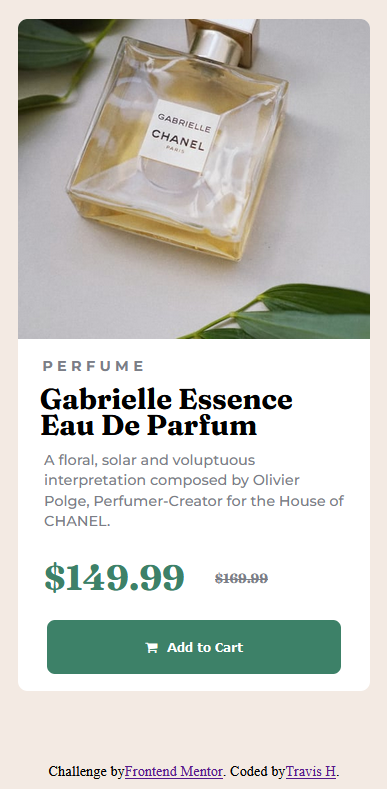 GABRIELLE
CHANEL
PARIS
PERFUME
Gabrielle Essence
Eau De Parfum
A floral, solar and voluptuous
interpretation composed by Olivier
Polge, Perfumer-Creator for the House of
CHANEL.
$149.99 $169.99
Add to Cart
Challenge byFrontend Mentor. Coded byTravis H.